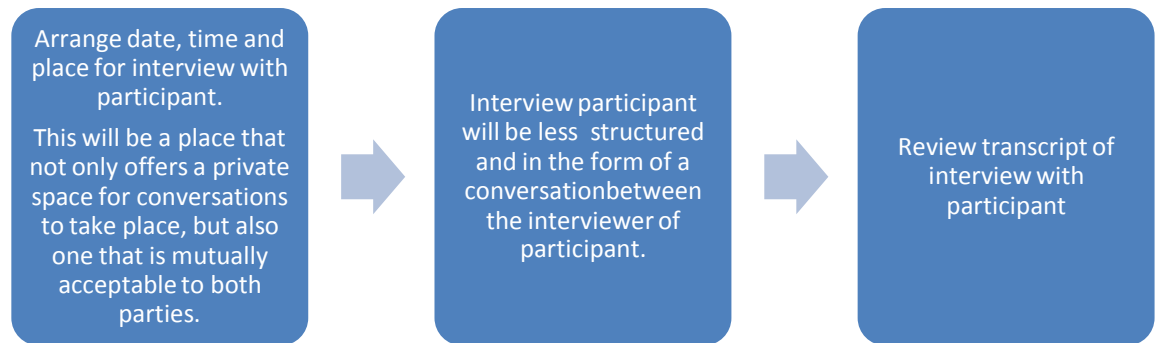 Arrange date, time and
place for interview with
participant.
This will be a place that
not only offers a private
space for conversations
to take place, but also
one that is mutually
acceptable to both
parties.
Interview participant
will be less structured
and in the form of a
conversationbetween
the interviewer of
participant.
Review transcript of
interview with
participant